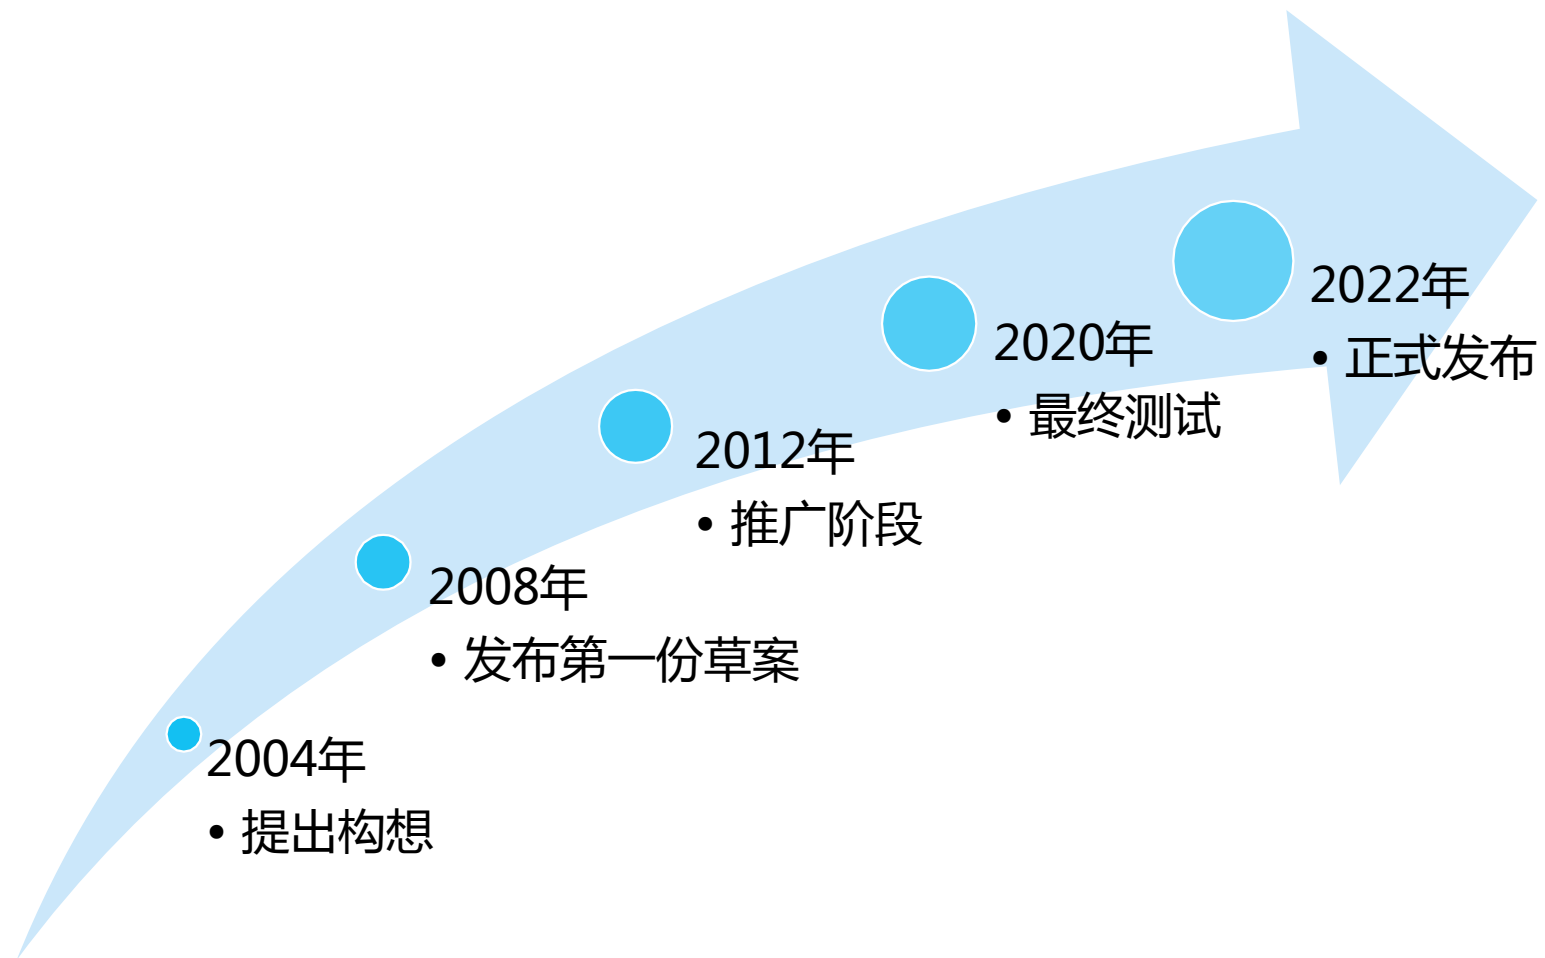 2004年
• 提出构想
2008年
• 发布第一份草案
2012年
• 推广阶段
2020年
• 最终测试
2022年
• 正式发布